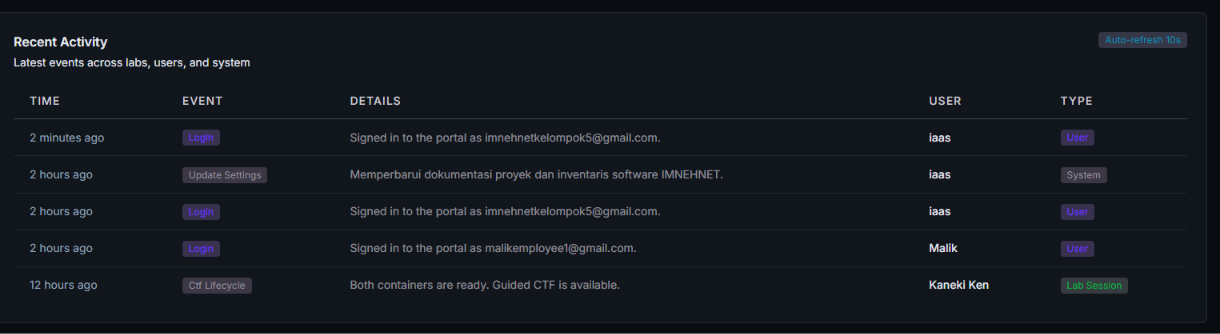 Recent Activity
Auto-refresh 10s
Latest events across labs, users, and system
TIME EVENT DETAILS USER TYPE
2 minutes ago Login Signed in to the portal as imnehnetkelompok5@gmail.com. iaas User
2 hours ago Update Settings Memperbarui dokumentasi proyek dan inventaris software IMNEHNET. iaas System
2 hours ago Login Signed in to the portal as imnehnetkelompok5@gmail.com. iaas User
2 hours ago Login Signed in to the portal as malikemployee1@gmail.com. Malik User
12 hours ago Ctf Lifecycle Both containers are ready. Guided CTF is available. Kaneki Ken Lab Session